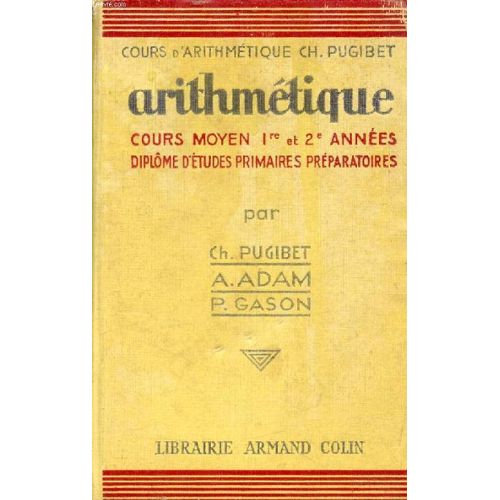 COURS D'ARITHMÉTIQUE CH. PUGIBET
arithmétique
COURS MOYEN 1re et 2e ANNÉES
DIPLÔME D'ÉTUDES PRIMAIRES PRÉPARATOIRES
par
Ch. PUGIBET
A. ADAM
P. GASON
LIBRAIRIE ARMAND COLIN